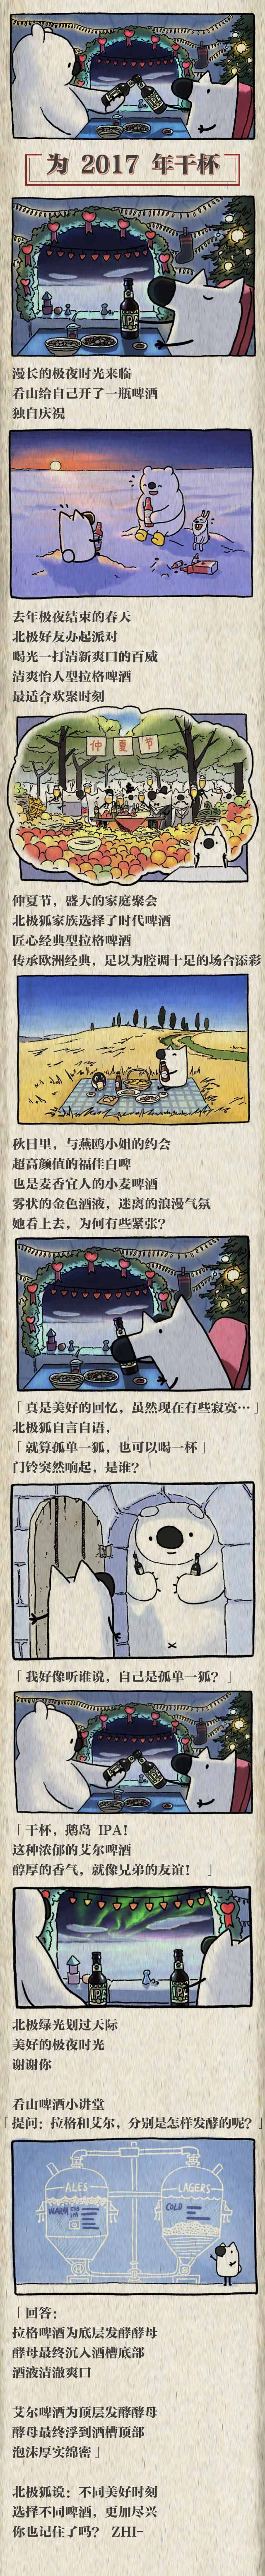 为 2017 年干杯
IPA
漫长的极夜时光来临
看山给自己开了一瓶啤酒
独自庆祝
去年极夜结束的春天
北极好友办起派对
喝光一打清新爽口的百威
清爽怡人型拉格啤酒
最适合欢聚时刻
仲夏节
仲夏节，盛大的家庭聚会
北极狐家族选择了时代啤酒
匠心经典型拉格啤酒
传承欧洲经典，足以为腔调十足的场合添彩
秋日里，与燕鸥小姐的约会
超高颜值的福佳白啤
也是麦香宜人的小麦啤酒
雾状的金色酒液，迷离的浪漫气氛
她看上去，为何有些紧张？
「真是美好的回忆，虽然现在有些寂寞…」
北极狐自言自语，
「就算孤单一狐，也可以喝一杯」
门铃突然响起，是谁？
「我好像听谁说，自己是孤单一狐？」
「干杯，鹅岛 IPA！
这种浓郁的艾尔啤酒
醇厚的香气，就像兄弟的友谊！ 」
IPA
IPA
北极绿光划过天际
美好的极夜时光
谢谢你
看山啤酒小讲堂
「提问：拉格和艾尔，分别是怎样发酵的呢？」
ALES
LAGERS
WARM
COLD
「回答：
拉格啤酒为底层发酵酵母
酵母最终沉入酒槽底部
酒液清澈爽口
艾尔啤酒为顶层发酵酵母
酵母最终浮到酒槽顶部
泡沫厚实绵密」
北极狐说：不同美好时刻
选择不同啤酒，更加尽兴
你也记住了吗？ ZHI~